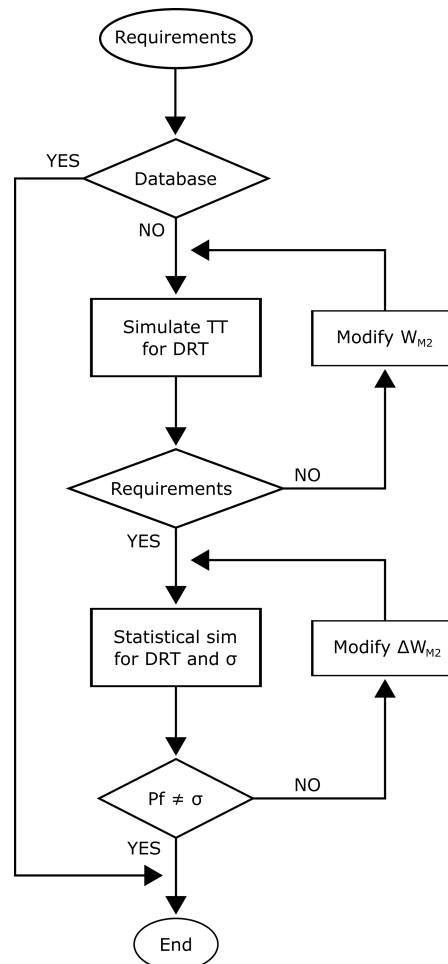 Requirements
YES
Database
NO
Simulate TT
for DRT
Modify W_M2
Requirements
NO
YES
Statistical sim
for DRT and σ
Modify ΔW_M2
Pf ≠ σ
NO
YES
End